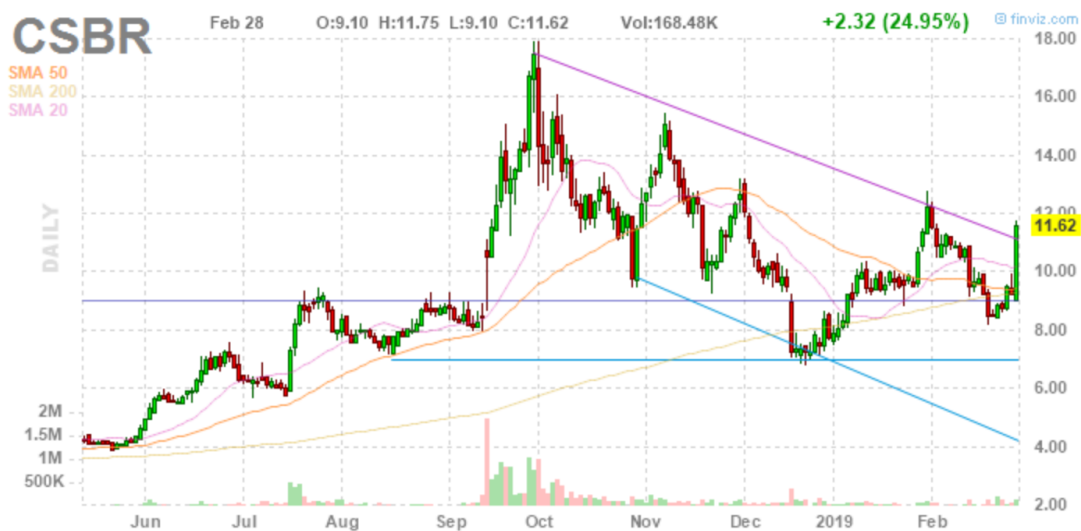 CSBR
Feb 28 O:9.10 H:11.75 L:9.10 C:11.62 Vol:168.48K +2.32 (24.95%)
© finviz.com
SMA 50
SMA 200
SMA 20
DAILY
18.00
16.00
14.00
12.00
11.62
10.00
8.00
6.00
4.00
2.00
2M
1.5M
1M
500K
Jun Jul Aug Sep Oct Nov Dec 2019 Feb